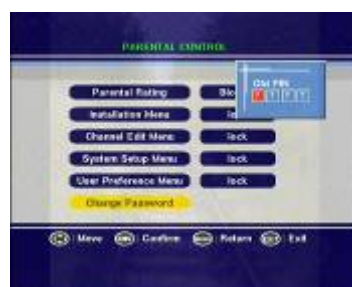 PARENTAL CONTROL
Old PIN
Parental Rating
Installation Menu
Channel Edit Menu lock
System Setup Menu lock
User Preference Menu lock
Change Password
Move Confirm Return Exit